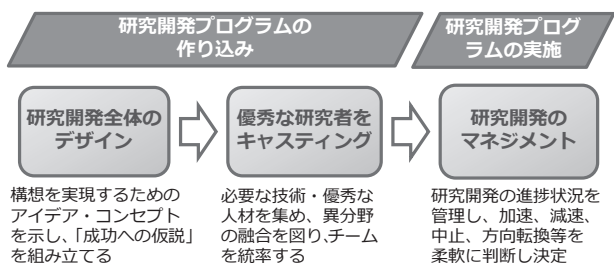 研究開発プログラムの
作り込み
研究開発プログ
ラムの実施
研究開発全体の
デザイン
優秀な研究者を
キャスティング
研究開発の
マネジメント
構想を実現するための
アイデア・コンセプト
を示し、「成功への仮説」
を組み立てる
必要な技術・優秀な
人材を集め、異分野
の融合を図り、チーム
を統率する
研究開発の進捗状況を
管理し、加速、減速、
中止、方向転換等を
柔軟に判断し決定